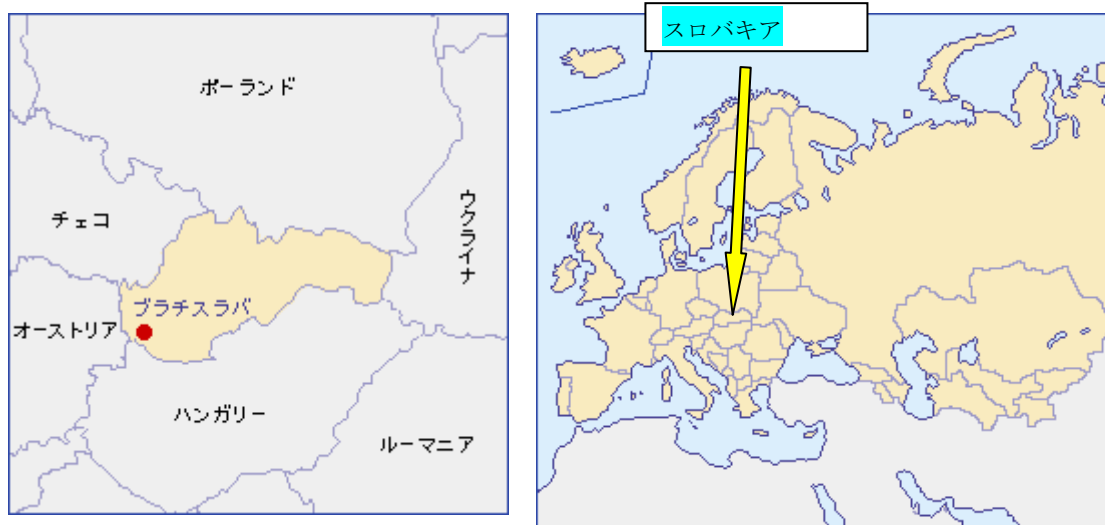 スロバキア
ポーランド
チェコ
ウクライナ
ブラチスラバ
オーストリア
ハンガリー
ルーマニア